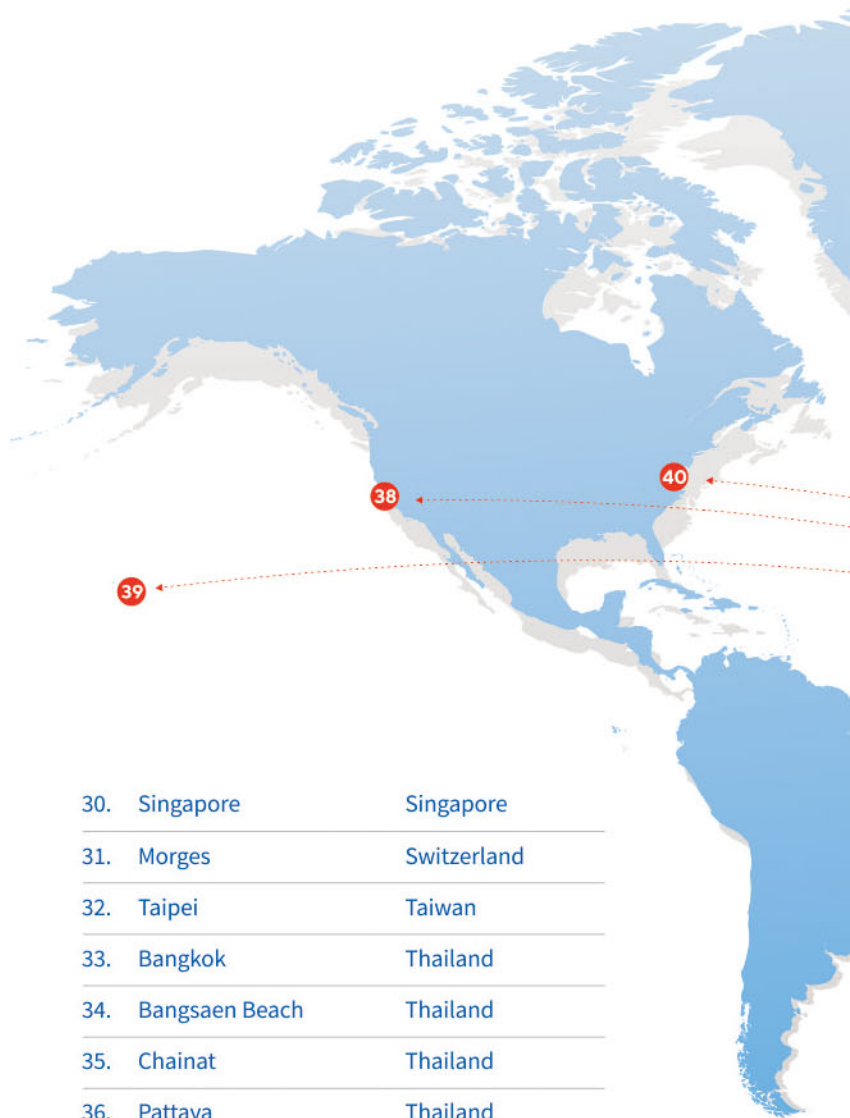 40
38
39
30. Singapore Singapore
31. Morges Switzerland
32. Taipei Taiwan
33. Bangkok Thailand
34. Bangsaen Beach Thailand
35. Chainat Thailand
36. Pattaya Thailand